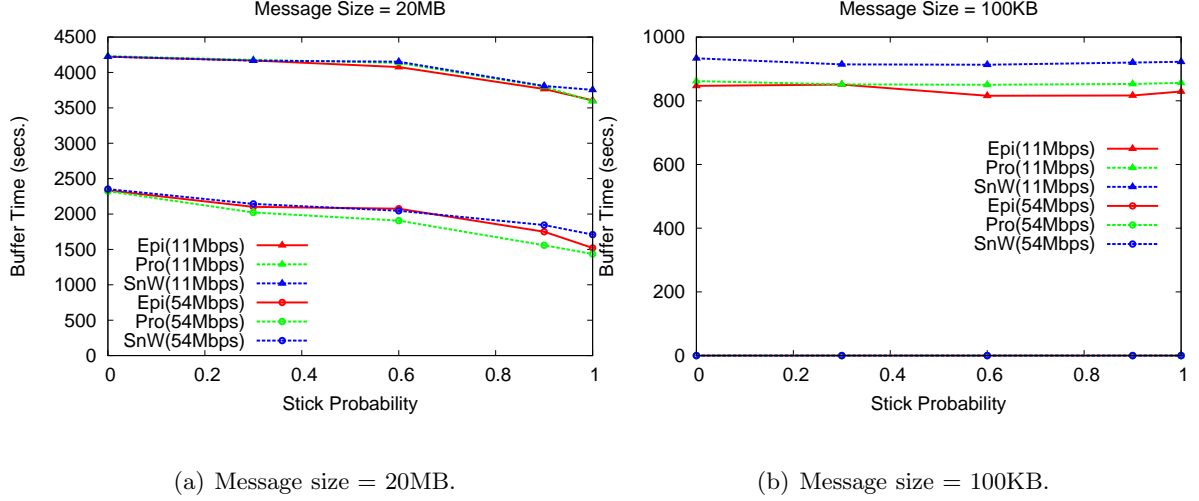 Message Size = 20MB
4500
4000
3500
3000
2500
2000
1500
1000
500
0
0 0.2 0.4 0.6 0.8 1
Buffer Time (secs.)
Stick Probability
Epi(11Mbps)
Pro(11Mbps)
SnW(11Mbps)
Epi(54Mbps)
Pro(54Mbps)
SnW(54Mbps)
(a) Message size = 20MB.
Message Size = 100KB
1000
800
600
400
200
0
0 0.2 0.4 0.6 0.8 1
Buffer Time (secs.)
Stick Probability
Epi(11Mbps)
Pro(11Mbps)
SnW(11Mbps)
Epi(54Mbps)
Pro(54Mbps)
SnW(54Mbps)
(b) Message size = 100KB.